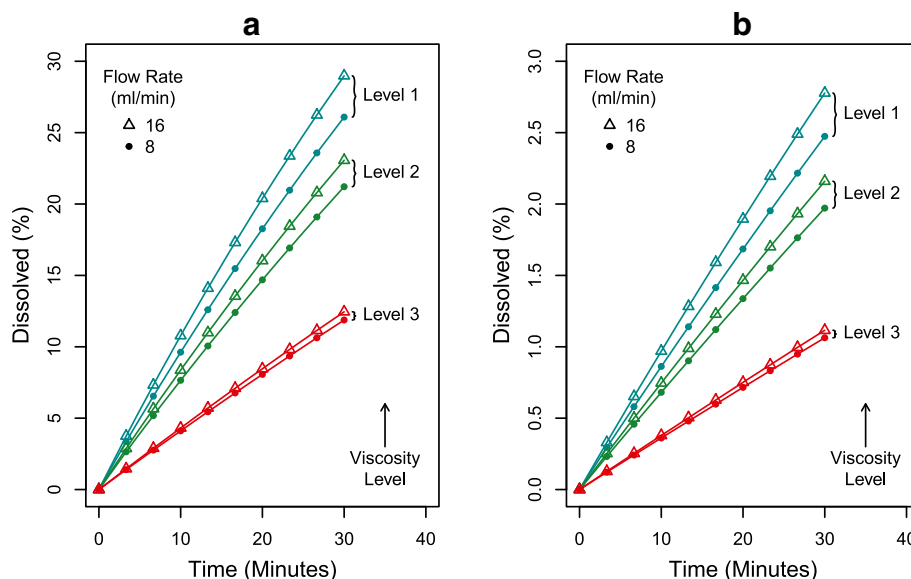 a
Dissolved (%)
30
25
20
15
10
5
0
Flow Rate
(ml/min)
16
8
Level 1
Level 2
Level 3
Viscosity
Level
0
10
20
30
40
Time (Minutes)
b
Dissolved (%)
3.0
2.5
2.0
1.5
1.0
0.5
0.0
Flow Rate
(ml/min)
16
8
Level 1
Level 2
Level 3
Viscosity
Level
0
10
20
30
40
Time (Minutes)